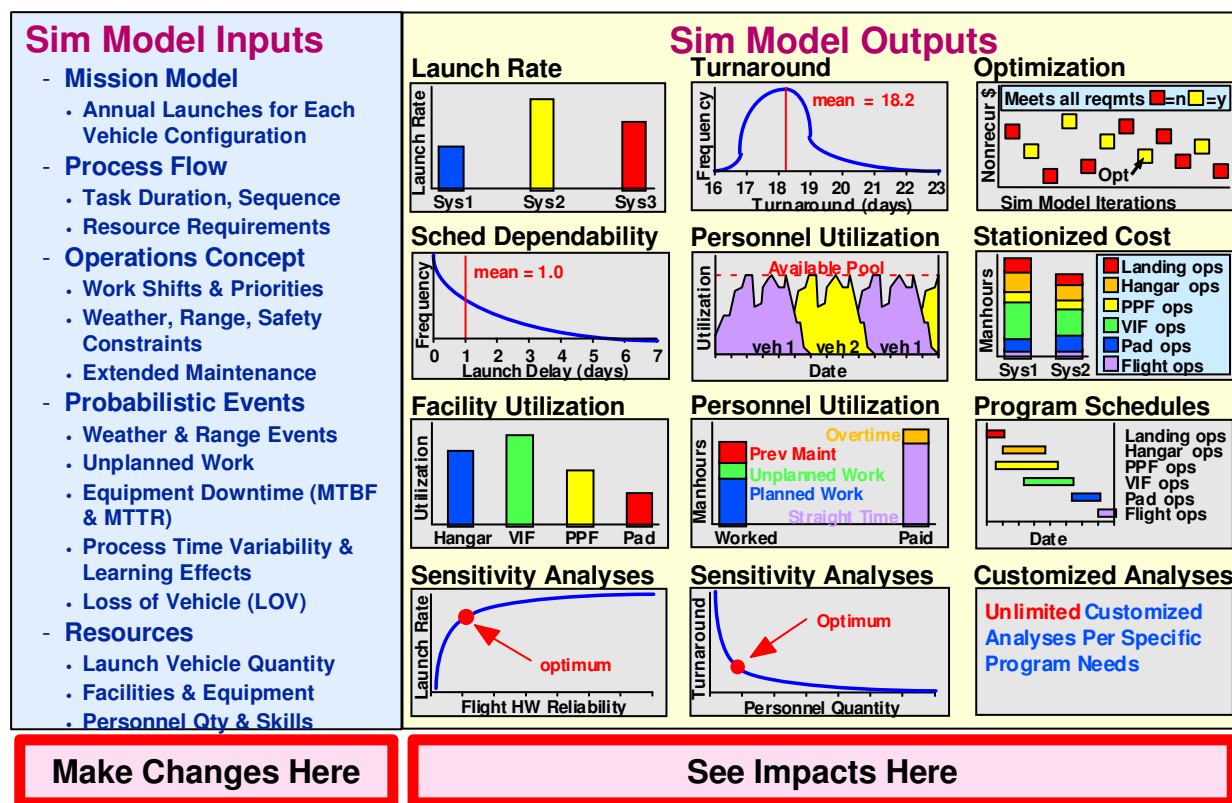 Sim Model Inputs
- Mission Model
• Annual Launches for Each
Vehicle Configuration
- Process Flow
• Task Duration, Sequence
• Resource Requirements
- Operations Concept
• Work Shifts & Priorities
• Weather, Range, Safety
Constraints
• Extended Maintenance
- Probabilistic Events
• Weather & Range Events
• Unplanned Work
• Equipment Downtime (MTBF
& MTTR)
• Process Time Variability &
Learning Effects
• Loss of Vehicle (LOV)
- Resources
• Launch Vehicle Quantity
• Facilities & Equipment
• Personnel Qty & Skills
Make Changes Here
Sim Model Outputs
Launch Rate
Launch Rate
Sys1 Sys2 Sys3
Turnaround
Frequency
mean = 18.2
16 17 18 19 20 21 22 23
Turnaround (days)
Optimization
Nonrecur $
Meets all reqmts =n =y
Opt
Sim Model Iterations
Sched Dependability
Frequency
mean = 1.0
0 1 2 3 4 5 6 7
Launch Delay (days)
Personnel Utilization
Utilization
Available Pool
veh 1 veh 2 veh 1
Date
Stationized Cost
Manhours
Sys1 Sys2
Landing ops
Hangar ops
PPF ops
VIF ops
Pad ops
Flight ops
Facility Utilization
Utilization
Hangar VIF PPF Pad
Personnel Utilization
Manhours
Overtime
Prev Maint
Unplanned Work
Planned Work
Straight Time
Worked Paid
Program Schedules
Landing ops
Hangar ops
PPF ops
VIF ops
Pad ops
Flight ops
Date
Sensitivity Analyses
Launch Rate
optimum
Flight HW Reliability
Sensitivity Analyses
Turnaround
Optimum
Personnel Quantity
Customized Analyses
Unlimited Customized
Analyses Per Specific
Program Needs
See Impacts Here